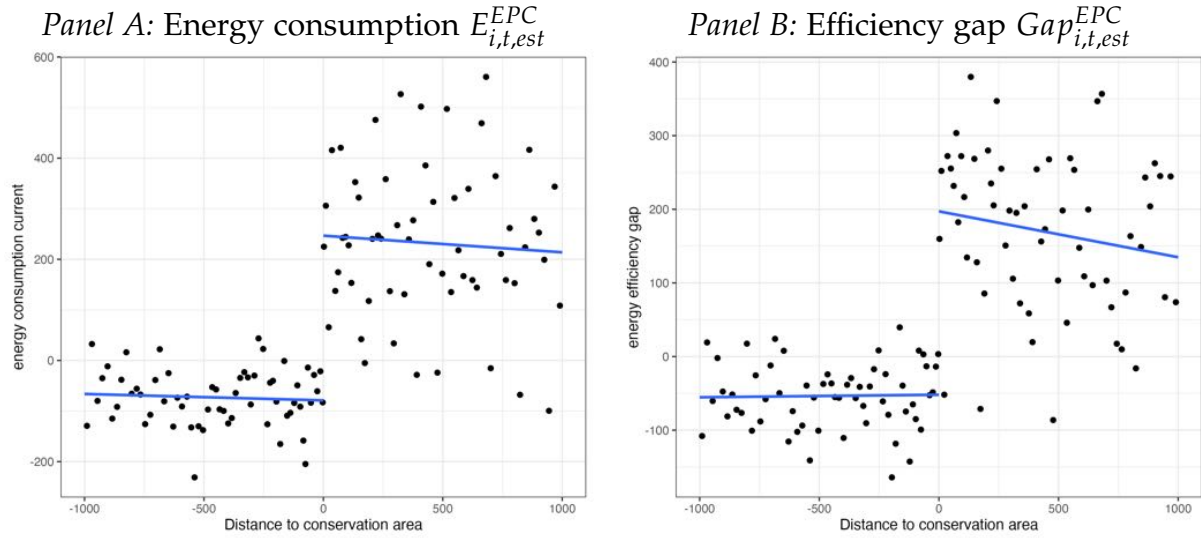 Panel A: Energy consumption E^{EPC}_{i,t,est}
energy consumption current
600
400
200
0
-200
-1000 -500 0 500 1000
Distance to conservation area
Panel B: Efficiency gap Gap^{EPC}_{i,t,est}
energy efficiency gap
400
300
200
100
0
-100
-1000 -500 0 500 1000
Distance to conservation area